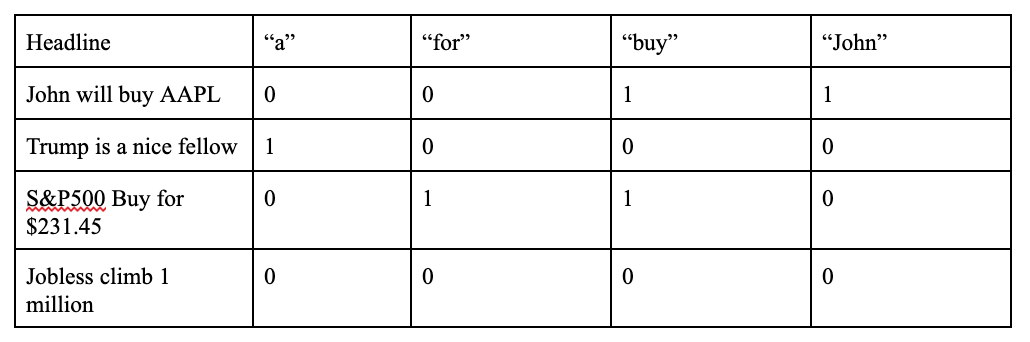 Headline “a” “for” “buy” “John”
John will buy AAPL 0 0 1 1
Trump is a nice fellow 1 0 0 0
S&P500 Buy for 0 1 1 0
$231.45
Jobless climb 1 0 0 0 0
million